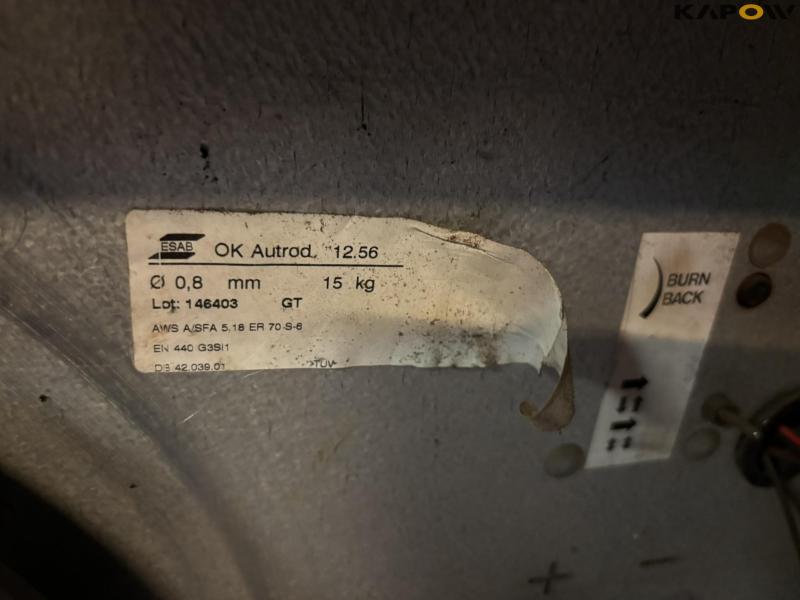 KAPOW
ESAB OK Autrod 12.56
Ø 0,8 mm 15 kg
Lot: 146403 GT
AWS A/SFA 5.18 ER 70-S-6
EN 440 G3Si1
DB 42.039.01 TÜV
BURN
BACK
+ −